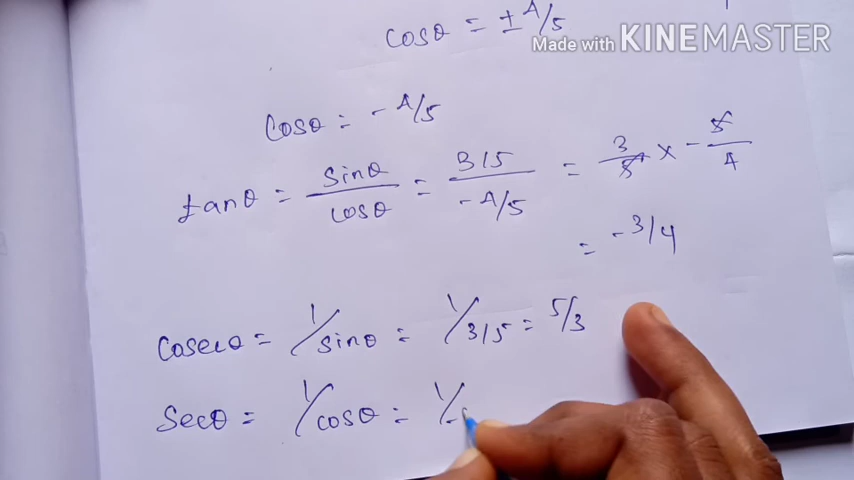 cosθ = ± 4/5
Made with KINEMASTER
cosθ = - 4/5
tanθ = sinθ/cosθ = 3/5/-4/5 = 3/5 x - 5/4
= - 3/4
cosecθ = 1/sinθ = 1/3/5 = 5/3
secθ = 1/cosθ = 1/-